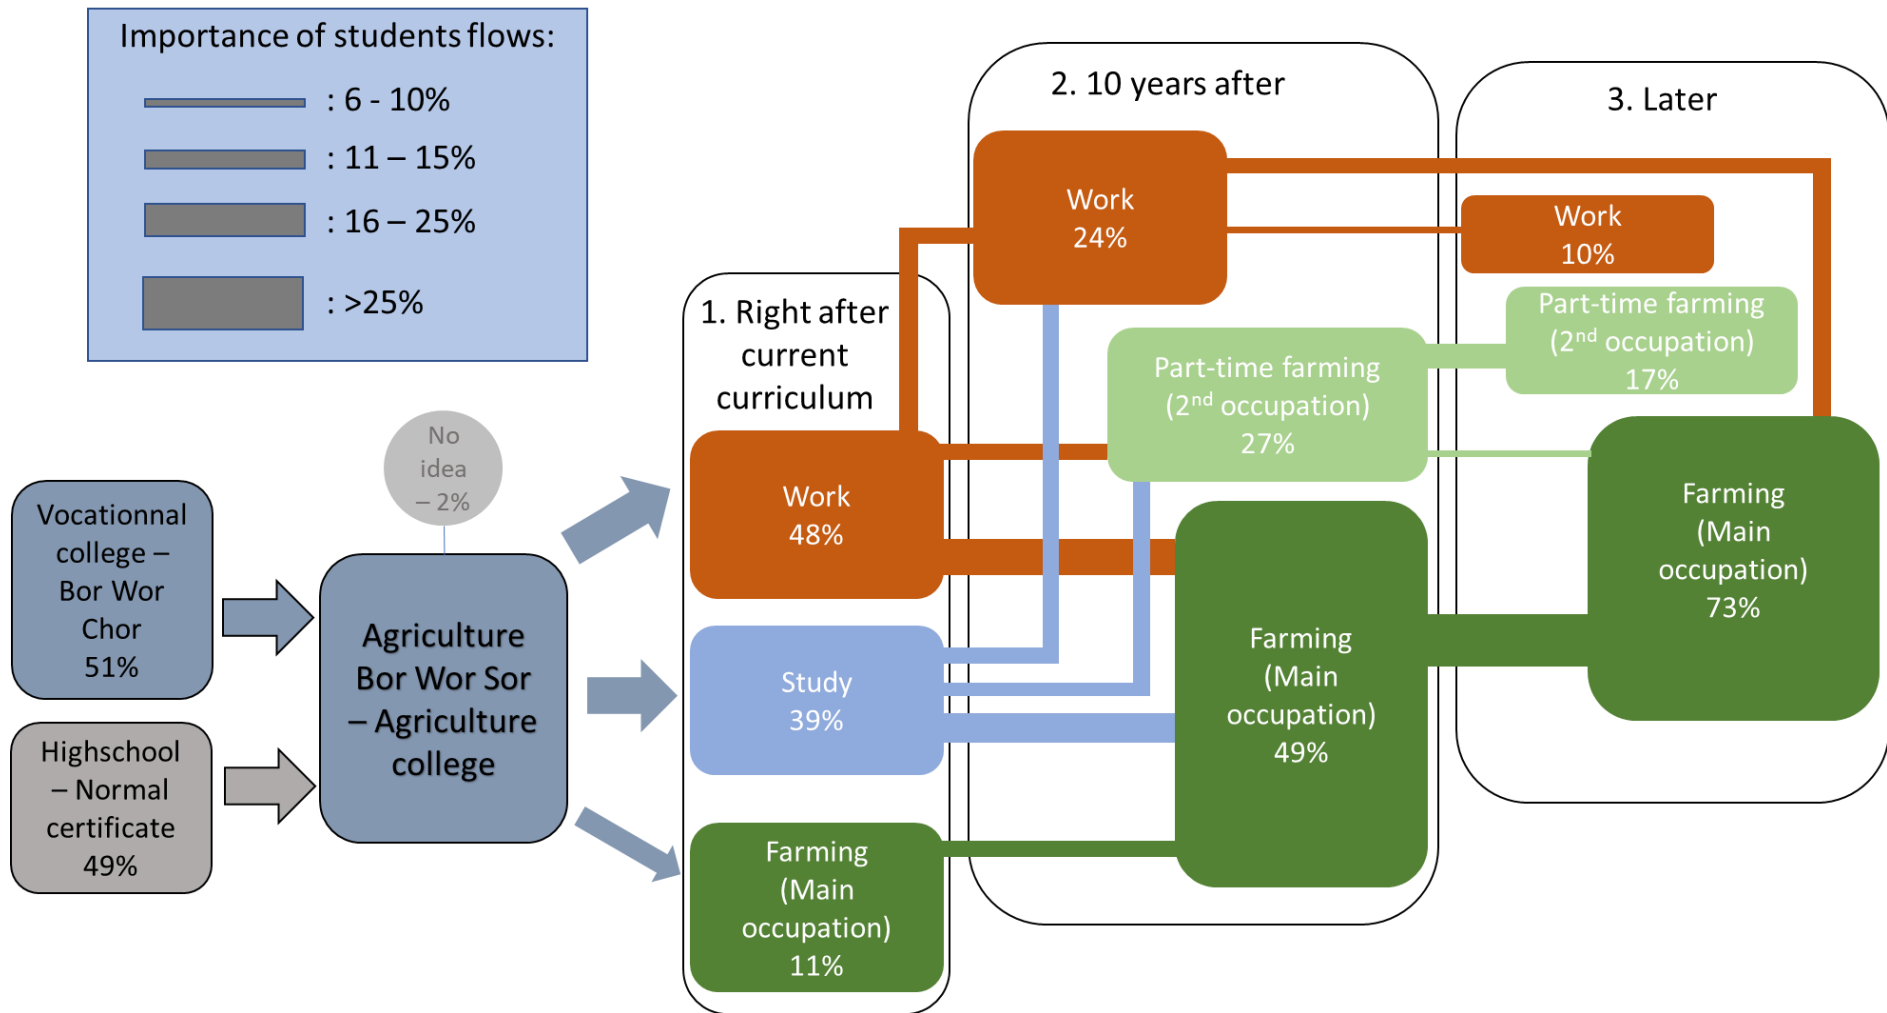 Importance of students flows:
: 6 - 10%
: 11 – 15%
: 16 – 25%
: >25%
Vocationnal
college –
Bor Wor
Chor
51%
Highschool
– Normal
certificate
49%
No
idea
– 2%
Agriculture
Bor Wor Sor
– Agriculture
college
1. Right after
current
curriculum
Work
48%
Study
39%
Farming
(Main
occupation)
11%
2. 10 years after
Work
24%
Part-time farming
(2nd occupation)
27%
Farming
(Main
occupation)
49%
3. Later
Work
10%
Part-time farming
(2nd occupation)
17%
Farming
(Main
occupation)
73%